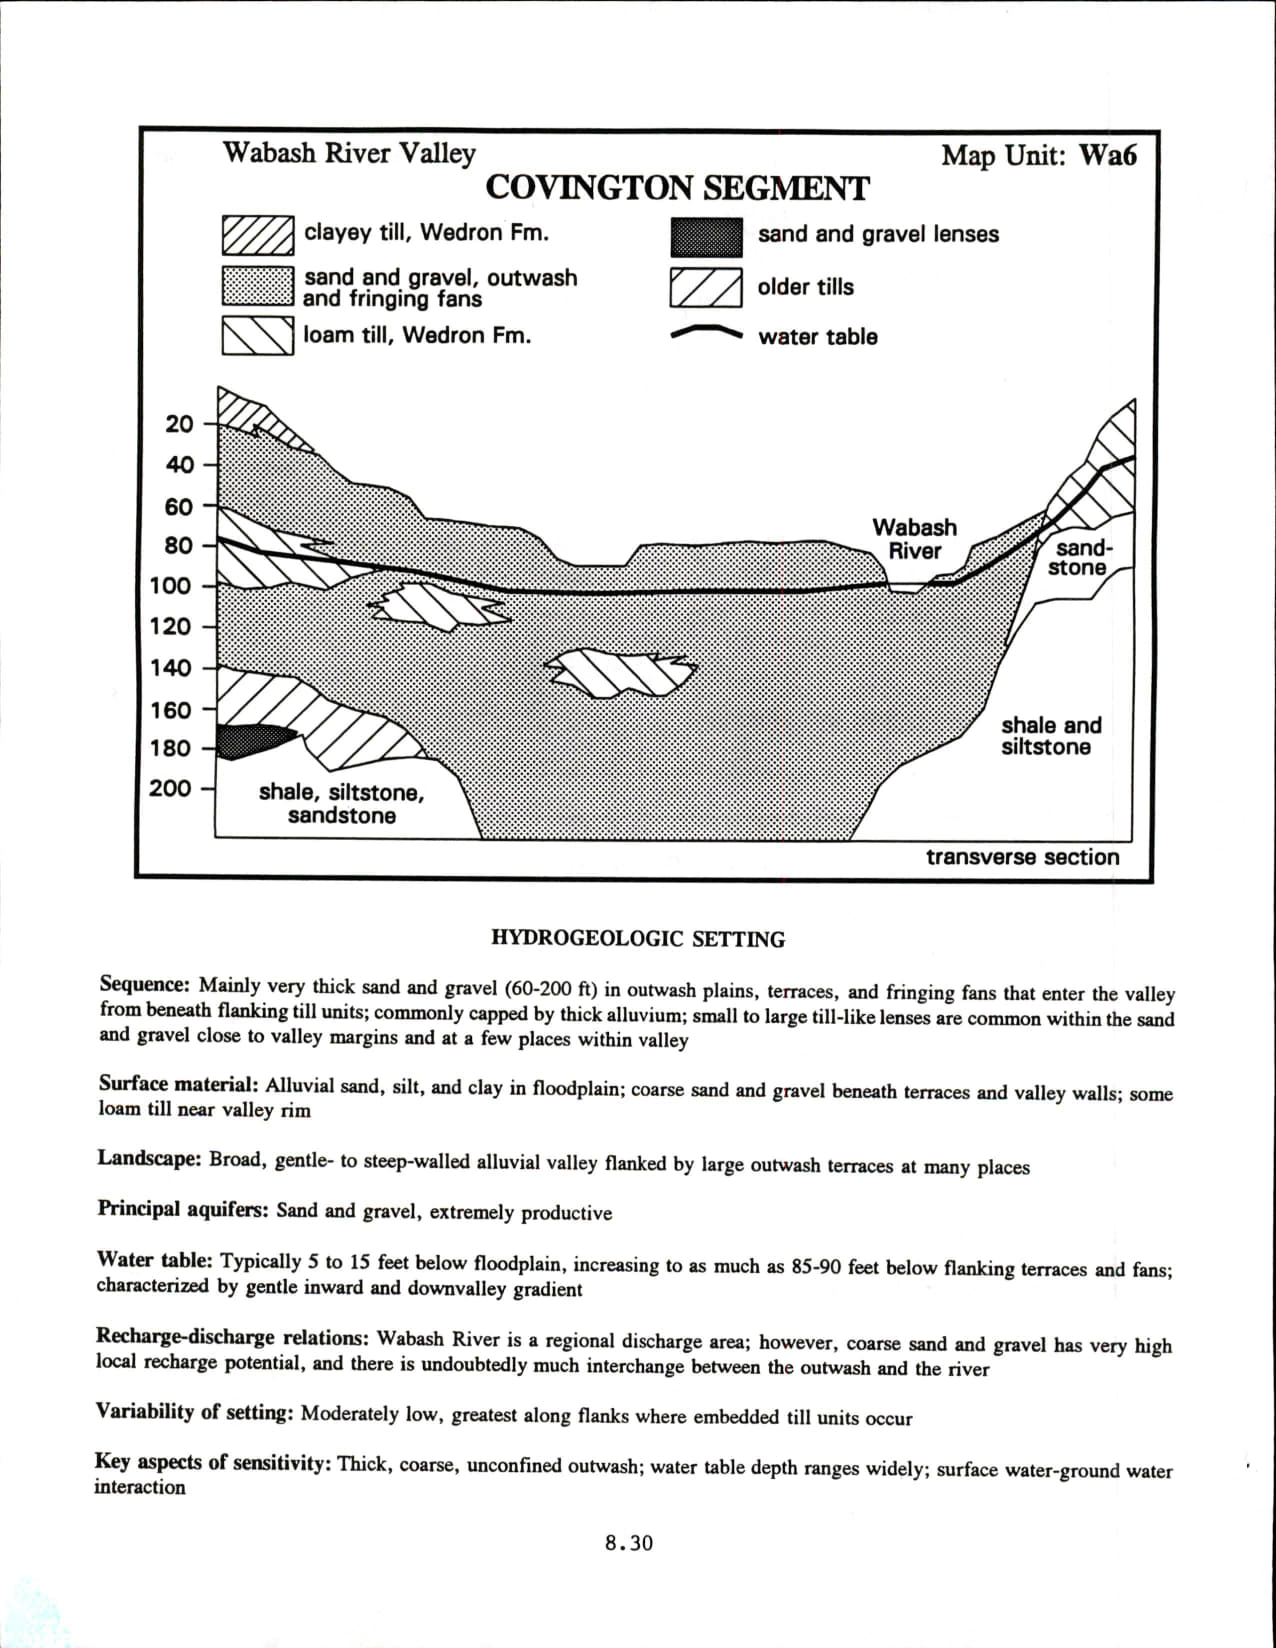 Wabash River Valley
Map Unit: Wa6
COVINGTON SEGMENT
clayey till, Wedron Fm.
sand and gravel, outwash
and fringing fans
loam till, Wedron Fm.
sand and gravel lenses
older tills
water table
20
40
60
80
100
120
140
160
180
200
Wabash
River
sand-
stone
shale and
siltstone
shale, siltstone,
sandstone
transverse section
HYDROGEOLOGIC SETTING
Sequence: Mainly very thick sand and gravel (60-200 ft) in outwash plains, terraces, and fringing fans that enter the valley
from beneath flanking till units; commonly capped by thick alluvium; small to large till-like lenses are common within the sand
and gravel close to valley margins and at a few places within valley
Surface material: Alluvial sand, silt, and clay in floodplain; coarse sand and gravel beneath terraces and valley walls; some
loam till near valley rim
Landscape: Broad, gentle- to steep-walled alluvial valley flanked by large outwash terraces at many places
Principal aquifers: Sand and gravel, extremely productive
Water table: Typically 5 to 15 feet below floodplain, increasing to as much as 85-90 feet below flanking terraces and fans;
characterized by gentle inward and downvalley gradient
Recharge-discharge relations: Wabash River is a regional discharge area; however, coarse sand and gravel has very high
local recharge potential, and there is undoubtedly much interchange between the outwash and the river
Variability of setting: Moderately low, greatest along flanks where embedded till units occur
Key aspects of sensitivity: Thick, coarse, unconfined outwash; water table depth ranges widely; surface water-ground water
interaction
8.30